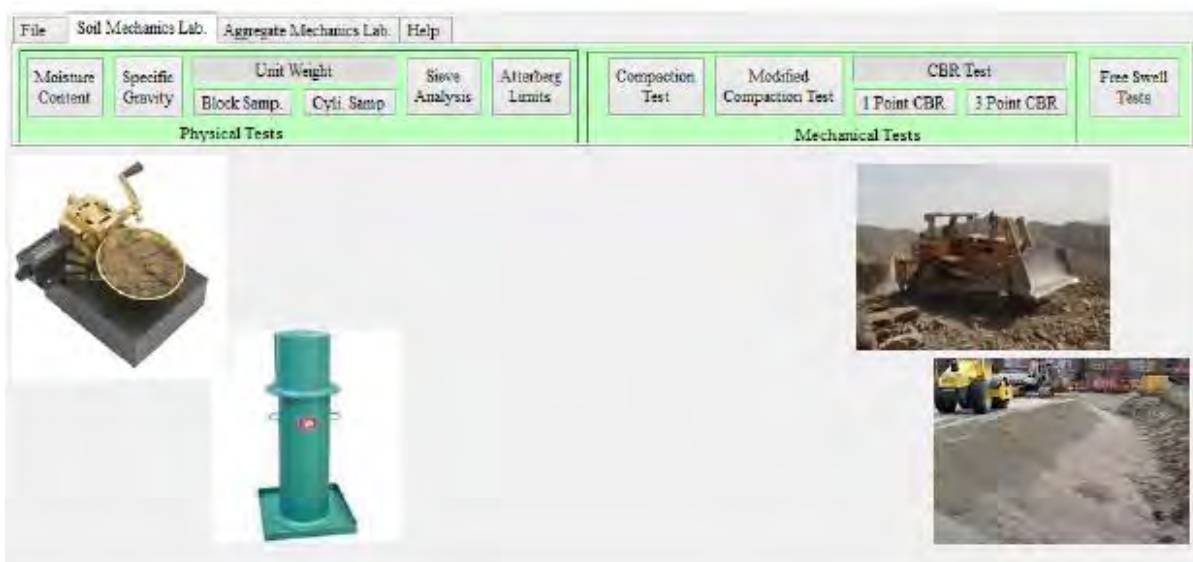 File Soil Mechanics Lab. Aggregate Mechanics Lab. Help
Moisture Content
Specific Gravity
Unit Weight
Block Samp. Cyli. Samp
Sieve Analysis
Atterberg Limits
Physical Tests
Compaction Test
Modified Compaction Test
CBR Test
1 Point CBR 3 Point CBR
Free Swell Tests
Mechanical Tests